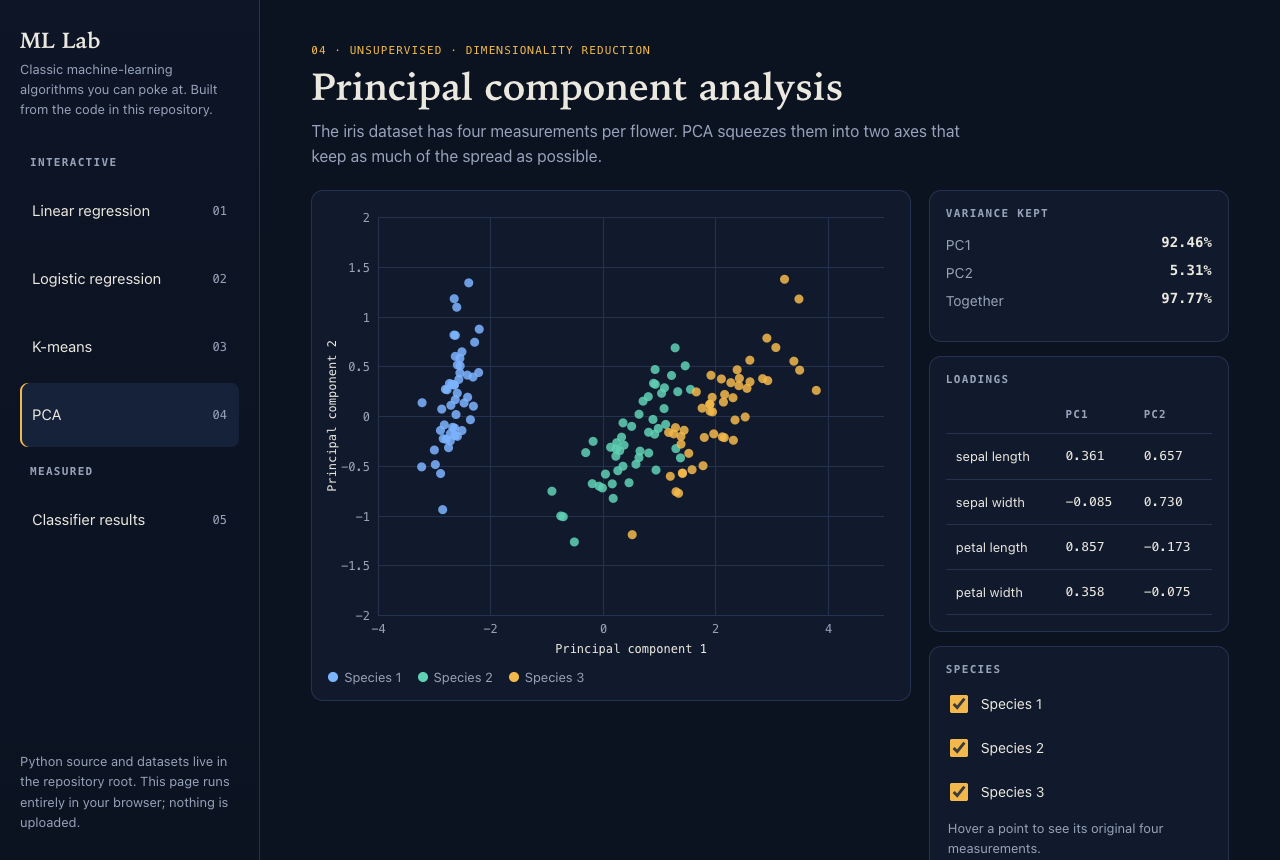 ML Lab
Classic machine-learning
algorithms you can poke at. Built
from the code in this repository.
INTERACTIVE
Linear regression 01
Logistic regression 02
K-means 03
PCA 04
MEASURED
Classifier results 05
Python source and datasets live in
the repository root. This page runs
entirely in your browser; nothing is
uploaded.
04 · UNSUPERVISED · DIMENSIONALITY REDUCTION
Principal component analysis
The iris dataset has four measurements per flower. PCA squeezes them into two axes that
keep as much of the spread as possible.
2
1.5
1
0.5
0
−0.5
−1
−1.5
−2
Principal component 2
−4 −2 0 2 4
Principal component 1
Species 1 Species 2 Species 3
VARIANCE KEPT
PC1 92.46%
PC2 5.31%
Together 97.77%
LOADINGS
PC1 PC2
sepal length 0.361 0.657
sepal width −0.085 0.730
petal length 0.857 −0.173
petal width 0.358 −0.075
SPECIES
Species 1
Species 2
Species 3
Hover a point to see its original four
measurements.